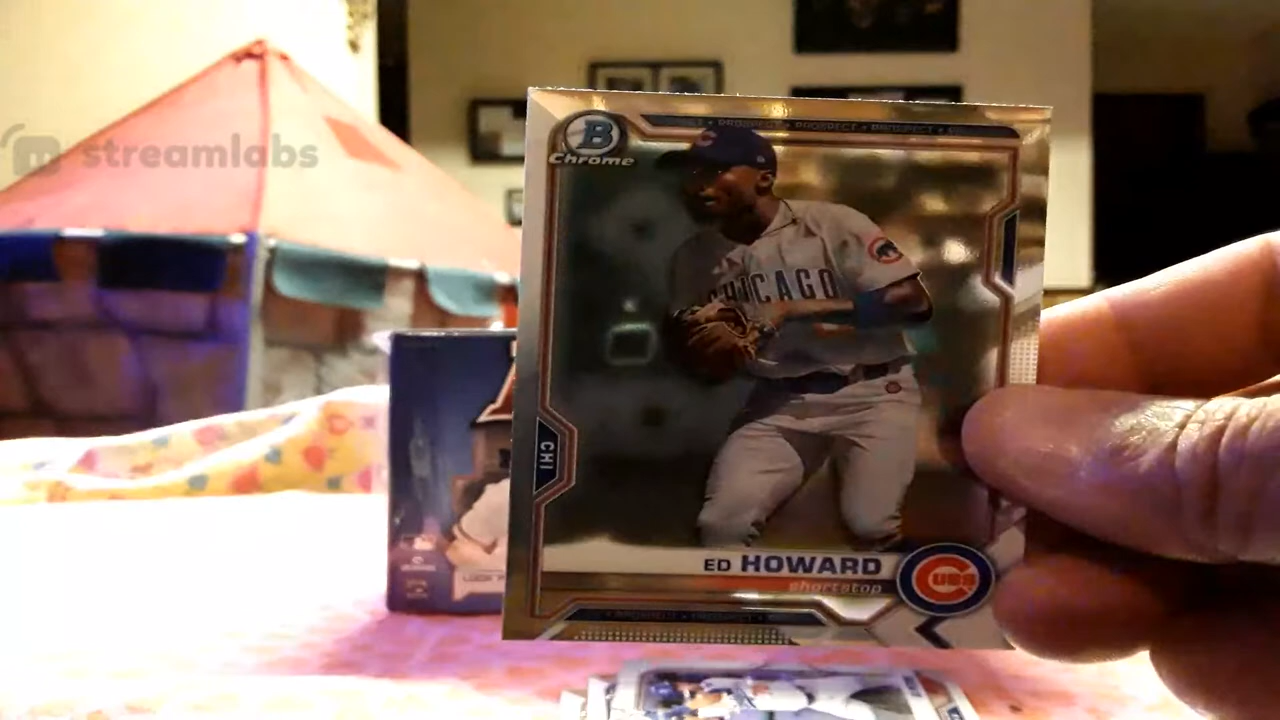 streamlabs
PROSPECT • PROSPECT • PROSPECT
B
Chrome
CHICAGO
CHI
ED HOWARD
shortstop
CUBS